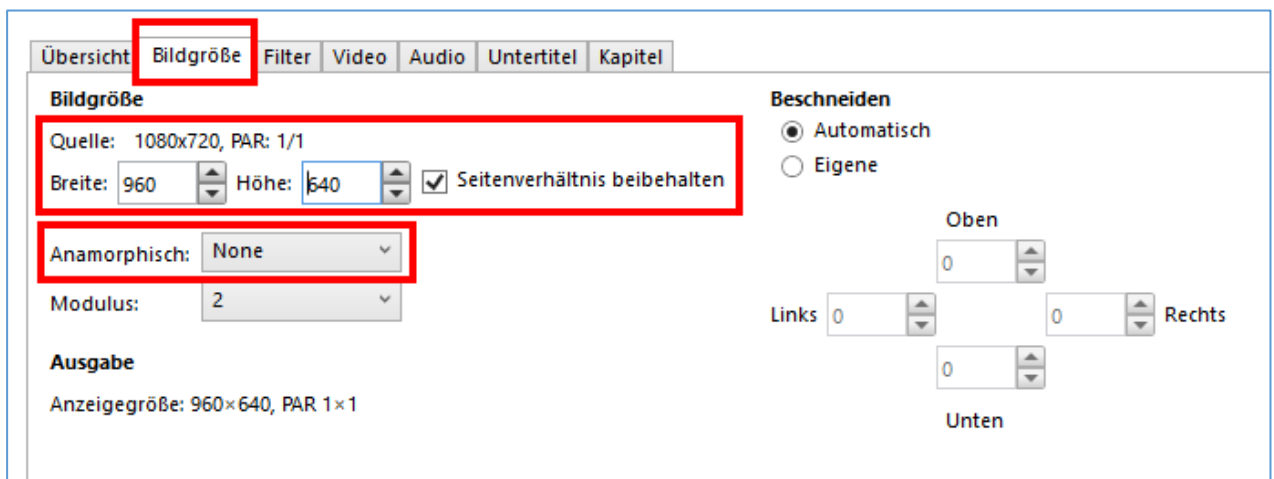 Übersicht Bildgröße Filter Video Audio Untertitel Kapitel
Bildgröße
Quelle: 1080x720, PAR: 1/1
Breite: 960 Höhe: 640 Seitenverhältnis beibehalten
Anamorphisch: None
Modulus: 2
Ausgabe
Anzeigegröße: 960×640, PAR 1×1
Beschneiden
Automatisch
Eigene
Oben
0
Links 0 0 Rechts
0
Unten